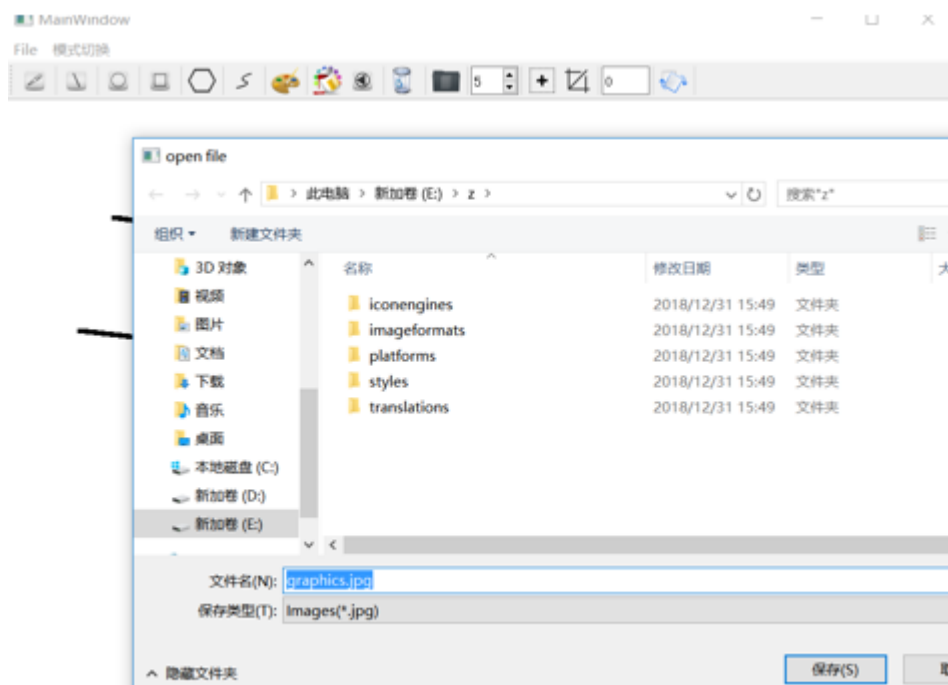 MainWindow
File 模式切换
5 0
open file
此电脑 > 新加卷 (E:) > z >
搜索"z"
组织 新建文件夹
名称 修改日期 类型 大
3D 对象
视频
图片
文档
下载
音乐
桌面
本地磁盘 (C:)
新加卷 (D:)
新加卷 (E:)
iconengines 2018/12/31 15:49 文件夹
imageformats 2018/12/31 15:49 文件夹
platforms 2018/12/31 15:49 文件夹
styles 2018/12/31 15:49 文件夹
translations 2018/12/31 15:49 文件夹
文件名(N): graphics.jpg
保存类型(T): Images(*.jpg)
隐藏文件夹
保存(S)